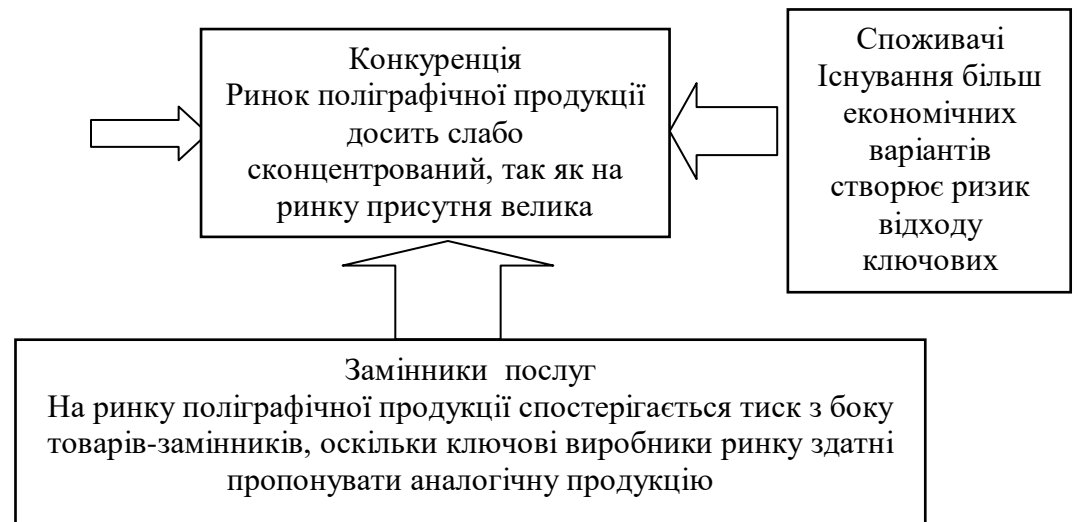 Конкуренція
Ринок поліграфічної продукції
досить слабо
сконцентрований, так як на
ринку присутня велика
Споживачі
Існування більш
економічних
варіантів
створює ризик
відходу
ключових
Замінники послуг
На ринку поліграфічної продукції спостерігається тиск з боку
товарів-замінників, оскільки ключові виробники ринку здатні
пропонувати аналогічну продукцію